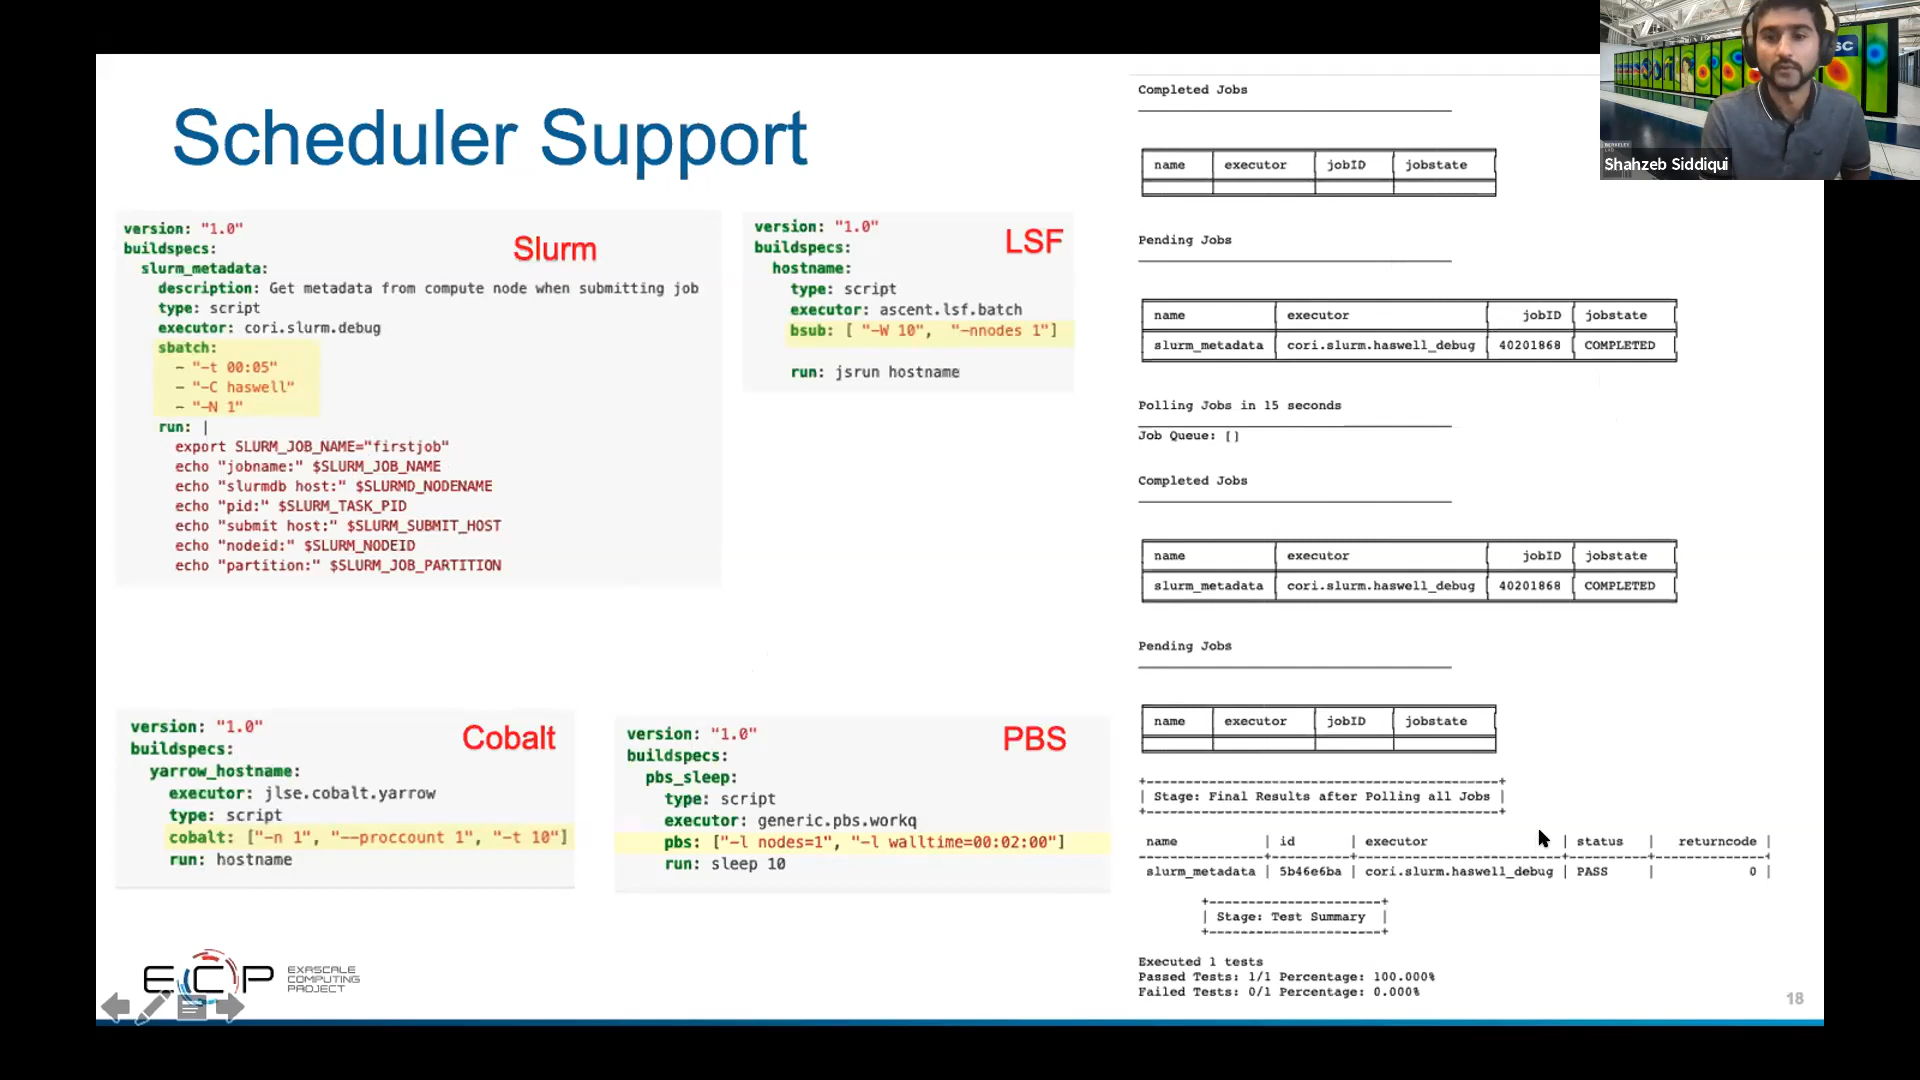 Scheduler Support
version: "1.0"
buildspecs:
slurm_metadata:
description: Get metadata from compute node when submitting job
type: script
executor: cori.slurm.debug
sbatch:
- "-t 00:05"
- "-C haswell"
- "-N 1"
run: |
export SLURM_JOB_NAME="firstjob"
echo "jobname:" $SLURM_JOB_NAME
echo "slurmdb host:" $SLURMD_NODENAME
echo "pid:" $SLURM_TASK_PID
echo "submit host:" $SLURM_SUBMIT_HOST
echo "nodeid:" $SLURM_NODEID
echo "partition:" $SLURM_JOB_PARTITION
Slurm
version: "1.0"
buildspecs:
hostname:
type: script
executor: ascent.lsf.batch
bsub: [ "-W 10", "-nnodes 1"]
run: jsrun hostname
LSF
version: "1.0"
buildspecs:
yarrow_hostname:
executor: jlse.cobalt.yarrow
type: script
cobalt: ["-n 1", "--proccount 1", "-t 10"]
run: hostname
Cobalt
version: "1.0"
buildspecs:
pbs_sleep:
type: script
executor: generic.pbs.workq
pbs: ["-l nodes=1", "-l walltime=00:02:00"]
run: sleep 10
PBS
Completed Jobs
name executor jobID jobstate
Pending Jobs
name executor jobID jobstate
slurm_metadata cori.slurm.haswell_debug 40201868 COMPLETED
Polling Jobs in 15 seconds
Job Queue: []
Completed Jobs
name executor jobID jobstate
slurm_metadata cori.slurm.haswell_debug 40201868 COMPLETED
Pending Jobs
name executor jobID jobstate
| Stage: Final Results after Polling all Jobs |
name | id | executor | status | returncode |
slurm_metadata | 5b46e6ba | cori.slurm.haswell_debug | PASS | 0 |
| Stage: Test Summary |
Executed 1 tests
Passed Tests: 1/1 Percentage: 100.000%
Failed Tests: 0/1 Percentage: 0.000%
ECP
EXASCALE
COMPUTING
PROJECT
18
SC
Shahzeb Siddiqui